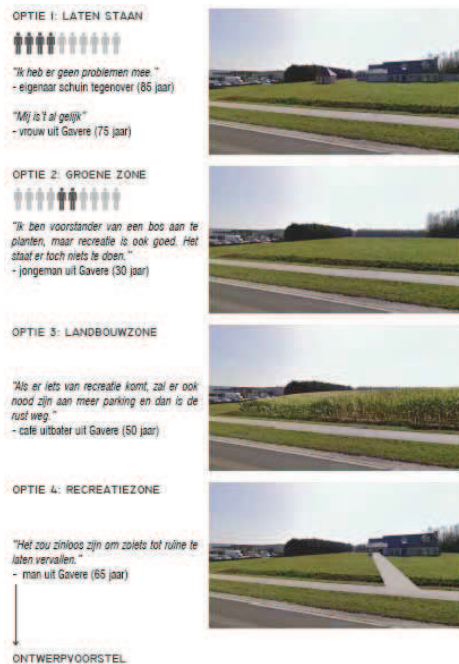 OPTIE 1: LATEN STAAN
"Ik heb er geen problemen mee."
- eigenaar schuin tegenover (85 jaar)
"Mij is't al gelijk"
- vrouw uit Gavere (75 jaar)
OPTIE 2: GROENE ZONE
"Ik ben voorstander van een bos aan te
planten, maar recreatie is ook goed. Het
staat er toch niets te doen."
- jongeman uit Gavere (30 jaar)
OPTIE 3: LANDBOUWZONE
"Als er iets van recreatie komt, zal er ook
nood zijn aan meer parking en dan is de
rust weg."
- café uitbater uit Gavere (50 jaar)
OPTIE 4: RECREATIEZONE
"Het zou zinloos zijn om zoiets tot ruïne te
laten vervallen."
- man uit Gavere (65 jaar)
ONTWERPVOORSTEL